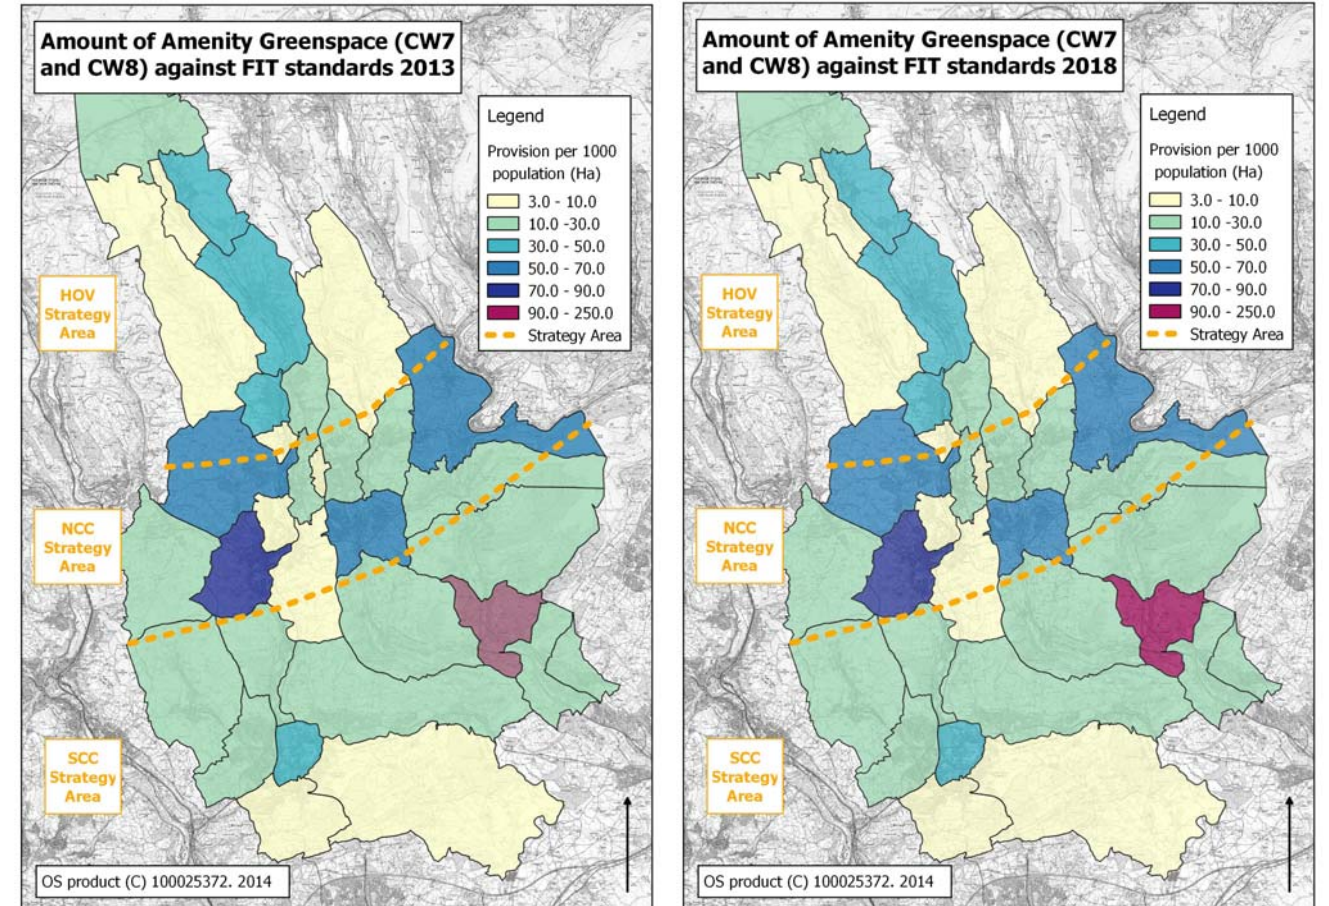 Amount of Amenity Greenspace (CW7
and CW8) against FIT standards 2013
Legend
Provision per 1000
population (Ha)
3.0 - 10.0
10.0 -30.0
30.0 - 50.0
50.0 - 70.0
70.0 - 90.0
90.0 - 250.0
Strategy Area
HOV
Strategy
Area
NCC
Strategy
Area
SCC
Strategy
Area
OS product (C) 100025372. 2014
Amount of Amenity Greenspace (CW7
and CW8) against FIT standards 2018
Legend
Provision per 1000
population (Ha)
3.0 - 10.0
10.0 -30.0
30.0 - 50.0
50.0 - 70.0
70.0 - 90.0
90.0 - 250.0
Strategy Area
HOV
Strategy
Area
NCC
Strategy
Area
SCC
Strategy
Area
OS product (C) 100025372. 2014